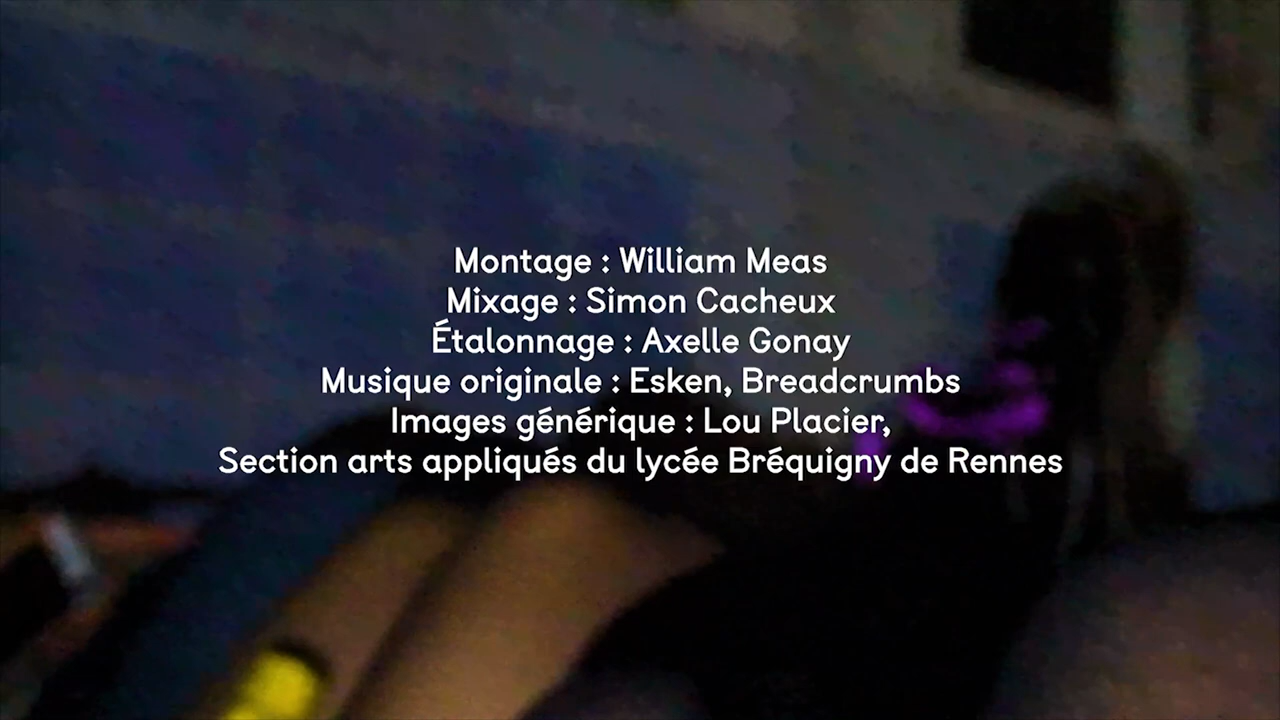 Montage : William Meas
Mixage : Simon Cacheux
Étalonnage : Axelle Gonay
Musique originale : Esken, Breadcrumbs
Images générique : Lou Placier,
Section arts appliqués du lycée Bréquigny de Rennes